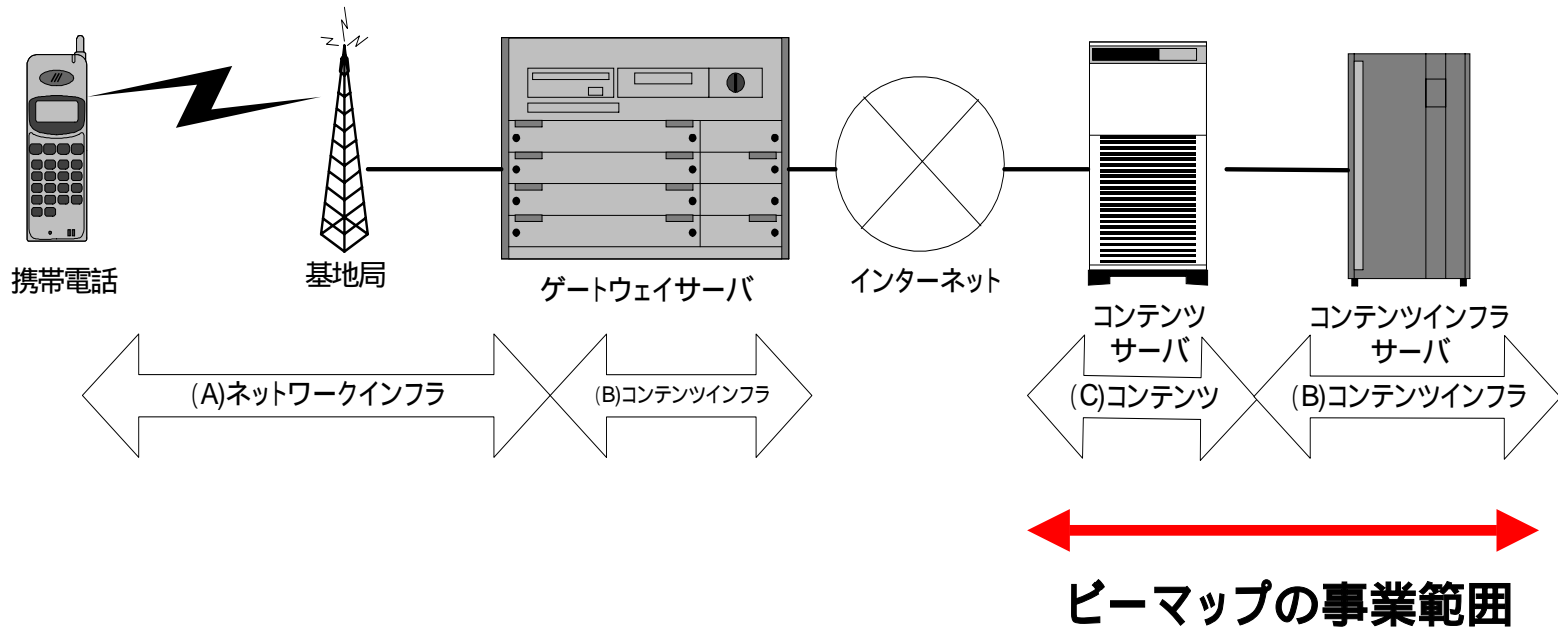 携帯電話
基地局
ゲートウェイサーバ
インターネット
コンテンツ
サーバ
コンテンツインフラ
サーバ
(A)ネットワークインフラ
(B)コンテンツインフラ
(C)コンテンツ
(B)コンテンツインフラ
ビーマップの事業範囲